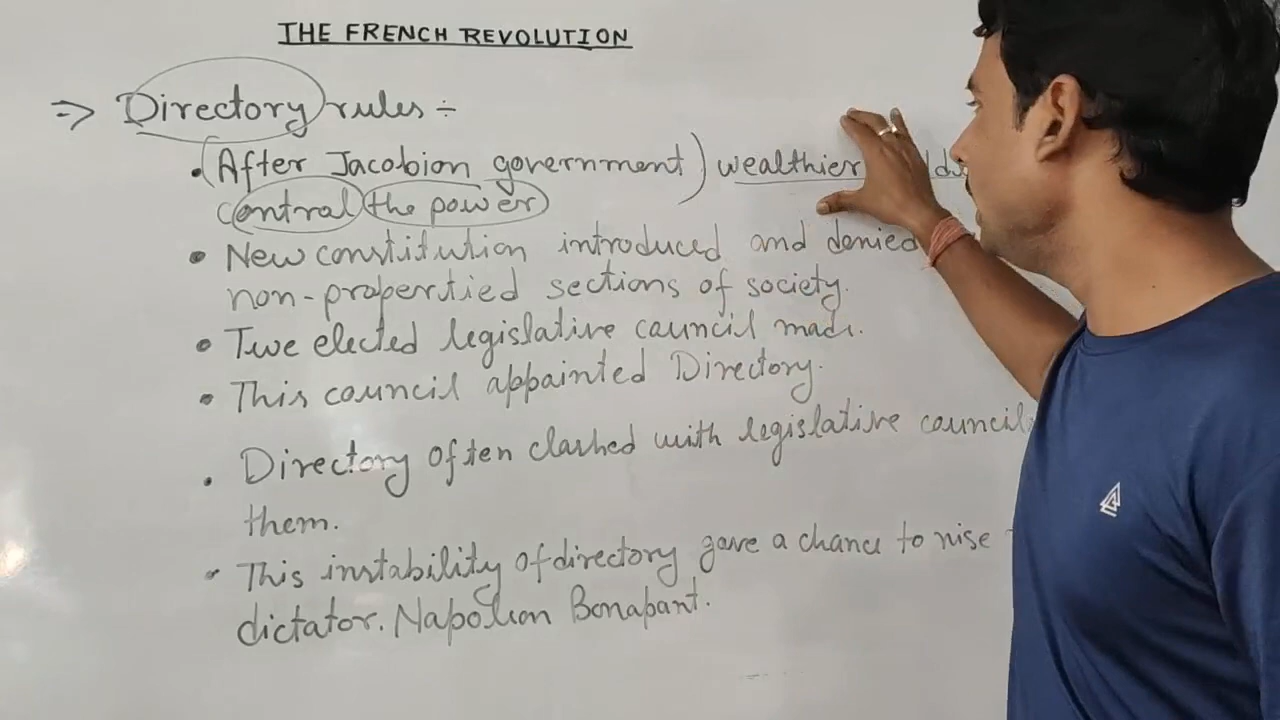 THE FRENCH REVOLUTION
⇒ Directory rules ÷
• (After Jacobion government) wealthier
control the power
• New constitution introduced and denied
non-propertied sections of society.
• Two elected legislative council made.
• This council appointed Directory.
• Directory often clashed with legislative council
them.
• This instability of directory gave a chance to rise
dictator. Napolion Bonapart.